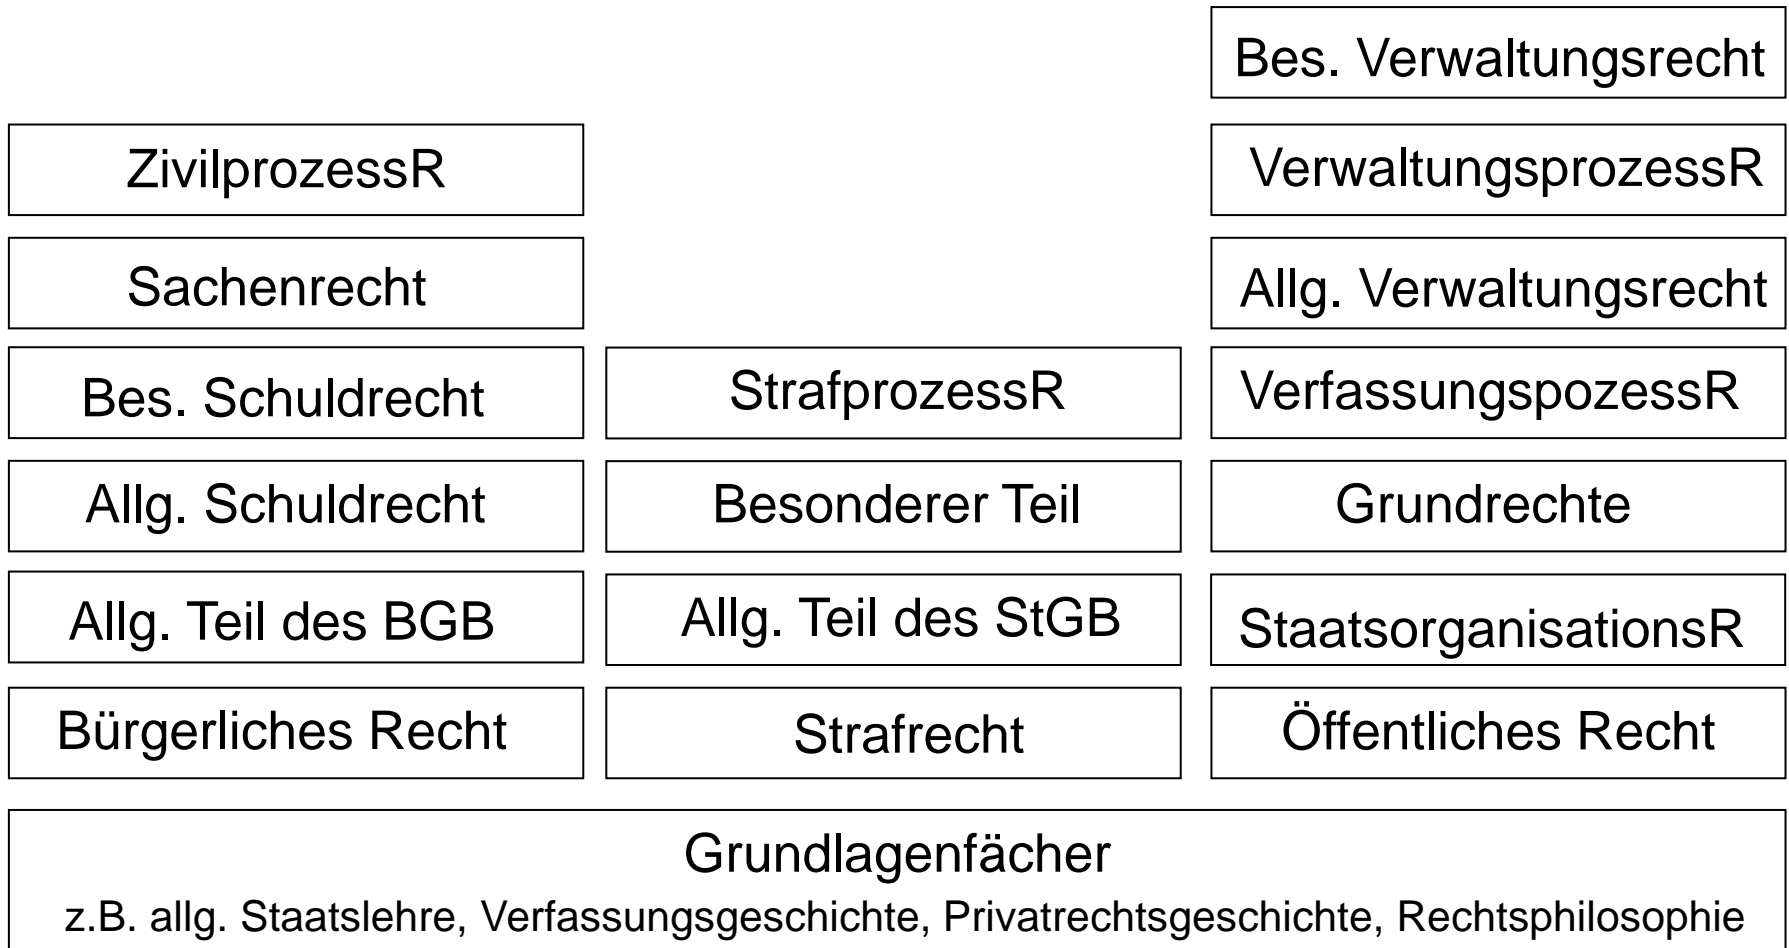 Bes. Verwaltungsrecht
ZivilprozessR
VerwaltungsprozessR
Sachenrecht
Allg. Verwaltungsrecht
Bes. Schuldrecht
StrafprozessR
VerfassungspozessR
Allg. Schuldrecht
Besonderer Teil
Grundrechte
Allg. Teil des BGB
Allg. Teil des StGB
StaatsorganisationsR
Bürgerliches Recht
Strafrecht
Öffentliches Recht
Grundlagenfächer
z.B. allg. Staatslehre, Verfassungsgeschichte, Privatrechtsgeschichte, Rechtsphilosophie